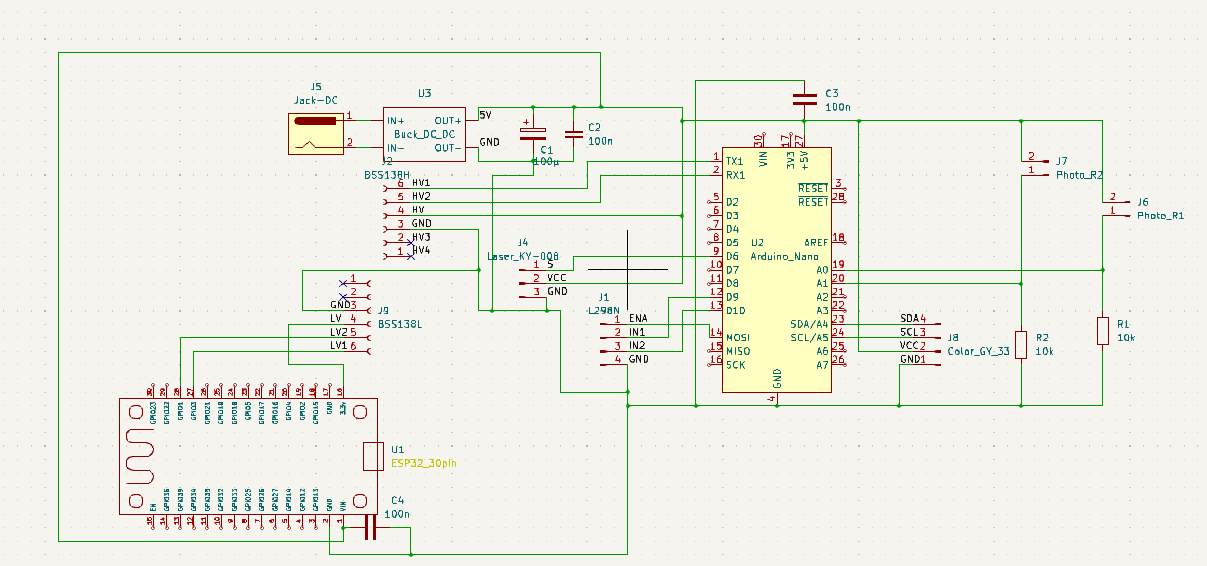 J5
Jack-DC
1
2
U3
IN+
OUT+
Buck_DC_DC
IN-
OUT-
5V
GND
+
C1
100µ
C2
100n
C3
100n
J2
BSS138H
6 HV1
5 HV2
4 HV
3 GND
2 HV3
1 HV4
J4
Laser_KY-008
1 S
2 VCC
3 GND
J1
L298N
1 ENA
2 IN1
3 IN2
4 GND
1
2
GND 3
LV 4
LV2 5
LV1 6
J9
BSS138L
30 VIN
17 3V3
27 +5V
1 TX1
2 RX1
RESET 3
RESET 28
5 D2
6 D3
7 D4
8 D5
9 D6
10 D7
11 D8
12 D9
13 D10
14 MOSI
15 MISO
16 SCK
U2
Arduino_Nano
AREF 18
A0 19
A1 20
A2 21
A3 22
SDA/A4 23
SCL/A5 24
A6 25
A7 26
GND
4
J7
2
1
Photo_R2
J6
2
1
Photo_R1
SDA 4
SCL 3
VCC 2
GND 1
J8
Color_GY_33
R2
10k
R1
10k
U1
ESP32_30pin
GND
3.3v
EN
GND
VIN
C4
100n